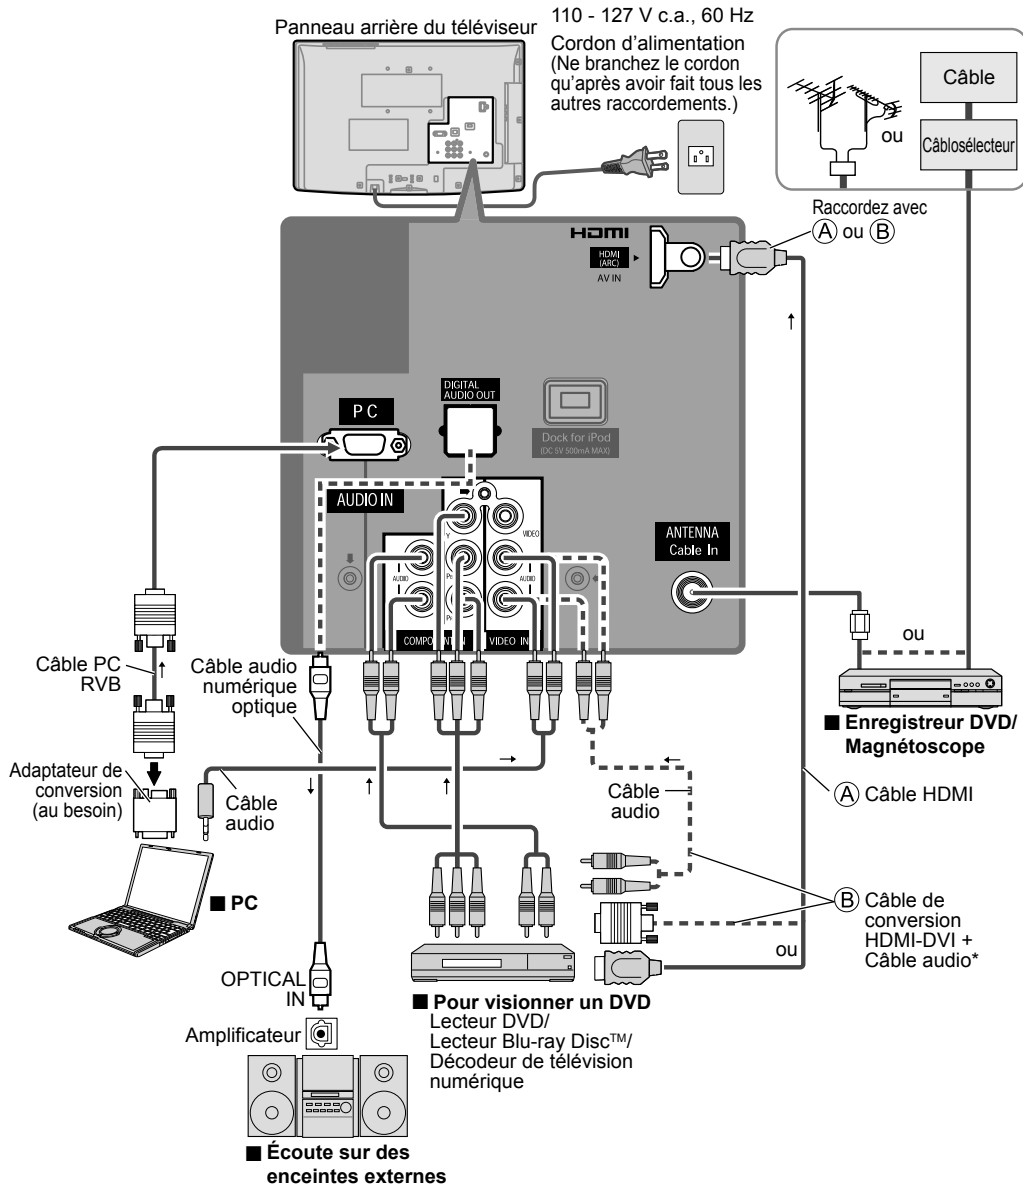 Panneau arrière du téléviseur
110 - 127 V c.a., 60 Hz
Cordon d'alimentation
(Ne branchez le cordon
qu'après avoir fait tous les
autres raccordements.)
Câble
ou
Câblosélecteur
Raccordez avec
Ⓐ ou Ⓑ
HDMI
HDMI
(ARC)
AV IN
DIGITAL
AUDIO OUT
PC
Dock for iPod
(DC 5V 500mA MAX)
AUDIO IN
Y
VIDEO
ANTENNA
Cable In
AUDIO
AUDIO
COMPONENT IN
VIDEO IN
ou
Câble PC
RVB
Câble audio
numérique
optique
■ Enregistreur DVD/
Magnétoscope
Adaptateur de
conversion
(au besoin)
Câble
audio
Câble
audio
Ⓐ Câble HDMI
■ PC
Ⓑ Câble de
conversion
HDMI-DVI +
Câble audio*
ou
OPTICAL
IN
■ Pour visionner un DVD
Lecteur DVD/
Lecteur Blu-ray Disc™/
Décodeur de télévision
numérique
Amplificateur
■ Écoute sur des
enceintes externes